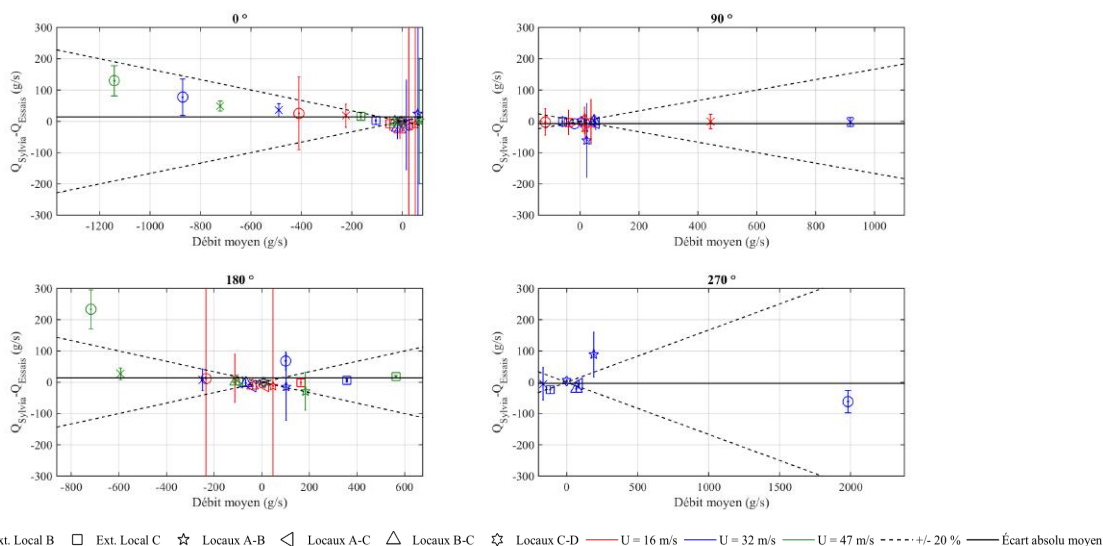 0 °
300
200
100
0
-100
-200
-300
Q_Sylvia-Q_Essais (g/s)
-1200 -1000 -800 -600 -400 -200 0
Débit moyen (g/s)
90 °
300
200
100
0
-100
-200
-300
Q_Sylvia-Q_Essais (g/s)
0 200 400 600 800 1000
Débit moyen (g/s)
180 °
300
200
100
0
-100
-200
-300
Q_Sylvia-Q_Essais (g/s)
-800 -600 -400 -200 0 200 400 600
Débit moyen (g/s)
270 °
300
200
100
0
-100
-200
-300
Q_Sylvia-Q_Essais (g/s)
0 500 1000 1500 2000
Débit moyen (g/s)
xt. Local B Ext. Local C Locaux A-B Locaux A-C Locaux B-C Locaux C-D U = 16 m/s U = 32 m/s U = 47 m/s +/- 20 % Écart absolu moyen